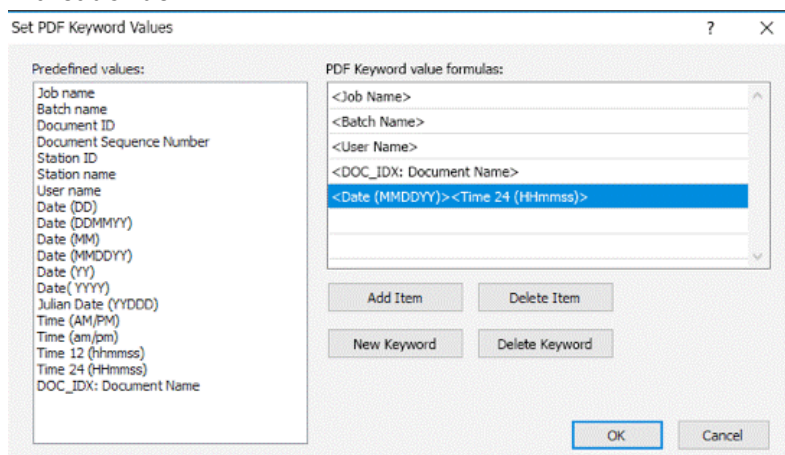 Set PDF Keyword Values
?
Predefined values:
Job name
Batch name
Document ID
Document Sequence Number
Station ID
Station name
User name
Date (DD)
Date (DDMMYY)
Date (MM)
Date (MMDDYY)
Date (YY)
Date( YYYY)
Julian Date (YYDDD)
Time (AM/PM)
Time (am/pm)
Time 12 (hhmmss)
Time 24 (HHmmss)
DOC_IDX: Document Name
PDF Keyword value formulas:
<Job Name>
<Batch Name>
<User Name>
<DOC_IDX: Document Name>
<Date (MMDDYY)><Time 24 (HHmmss)>
Add Item
Delete Item
New Keyword
Delete Keyword
OK
Cancel